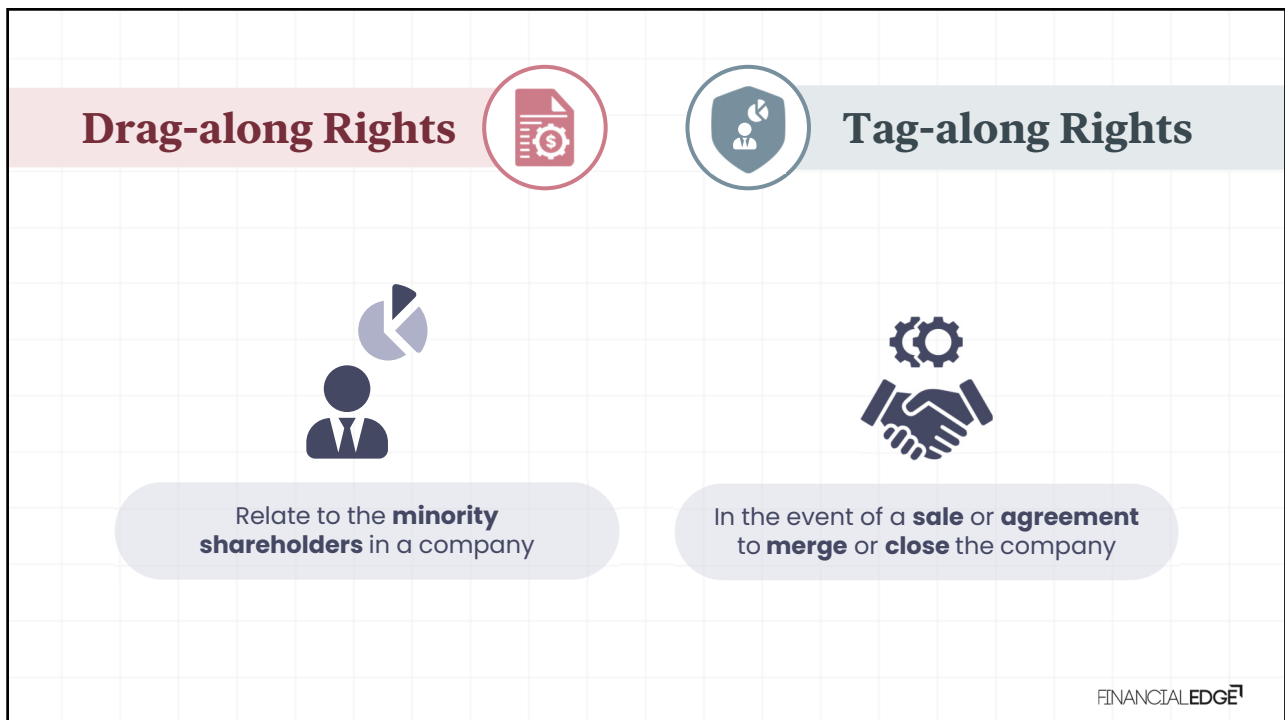 Drag-along Rights
Tag-along Rights
$
Relate to the minority
shareholders in a company
In the event of a sale or agreement
to merge or close the company
FINANCIALEDGE